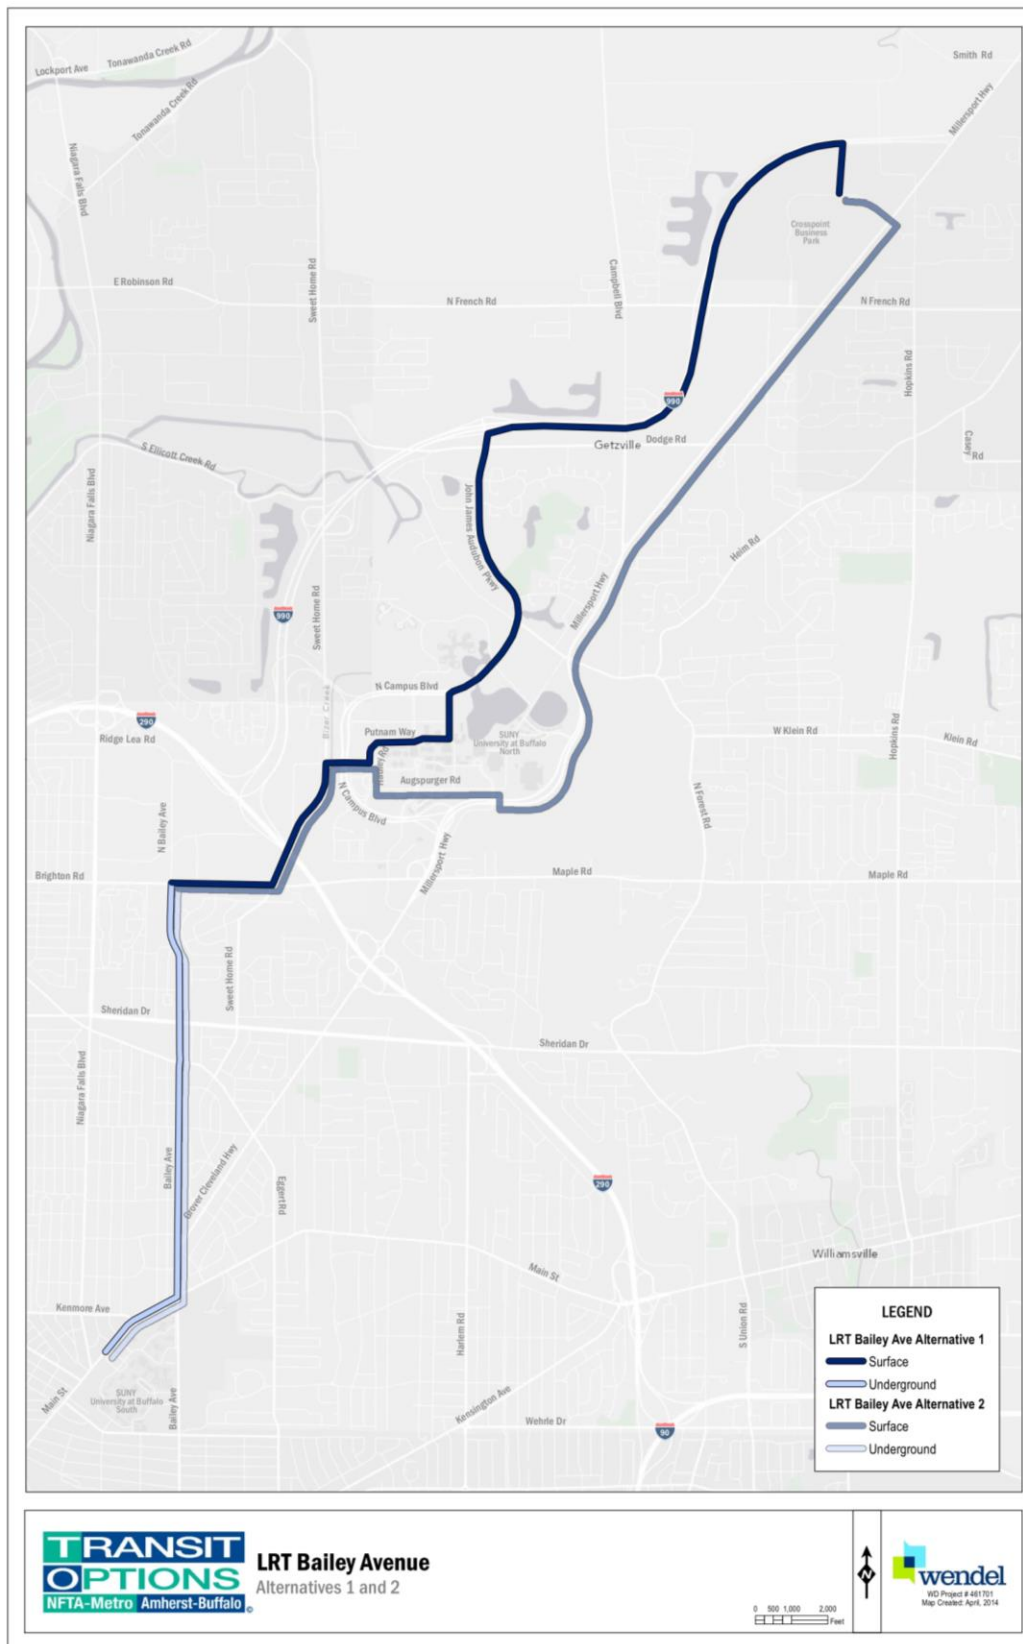 Smith Rd
Tonawanda Creek Rd
Lockport Ave
Tonawanda Creek Rd
Millersport Hwy
Niagara Falls Blvd
Crosspoint
Business
Park
Sweet Home Rd
Campbell Blvd
E Robinson Rd
N French Rd
N French Rd
Hopkins Rd
990
Getzville
Dodge Rd
Casey
Rd
S Ellicott Creek Rd
Niagara Falls Blvd
John James Audubon Pkwy
Heim Rd
Millersport Hwy
990
Sweet Home Rd
N Campus Blvd
Bizer Creek
290
Ridge Lea Rd
Putnam Way
SUNY
University at Buffalo
North
W Klein Rd
Hopkins Rd
Klein Rd
Hadley Rd
Augspurger Rd
N Campus Blvd
N Forest Rd
N Bailey Ave
Millersport Hwy
Brighton Rd
Maple Rd
Maple Rd
Sweet Home Rd
Sheridan Dr
Sheridan Dr
Niagara Falls Blvd
Bailey Ave
Grover Cleveland Hwy
Eggert Rd
290
Williamsville
Main St
Kenmore Ave
Harlem Rd
S Union Rd
Main St
SUNY
University at Buffalo
South
Bailey Ave
Kensington Ave
Wehrle Dr
90
LEGEND
LRT Bailey Ave Alternative 1
Surface
Underground
LRT Bailey Ave Alternative 2
Surface
Underground
TRANSIT
OPTIONS
NFTA-Metro Amherst-Buffalo ©
LRT Bailey Avenue
Alternatives 1 and 2
0 500 1,000 2,000
Feet
N
wendel
WD Project # 461701
Map Created: April, 2014